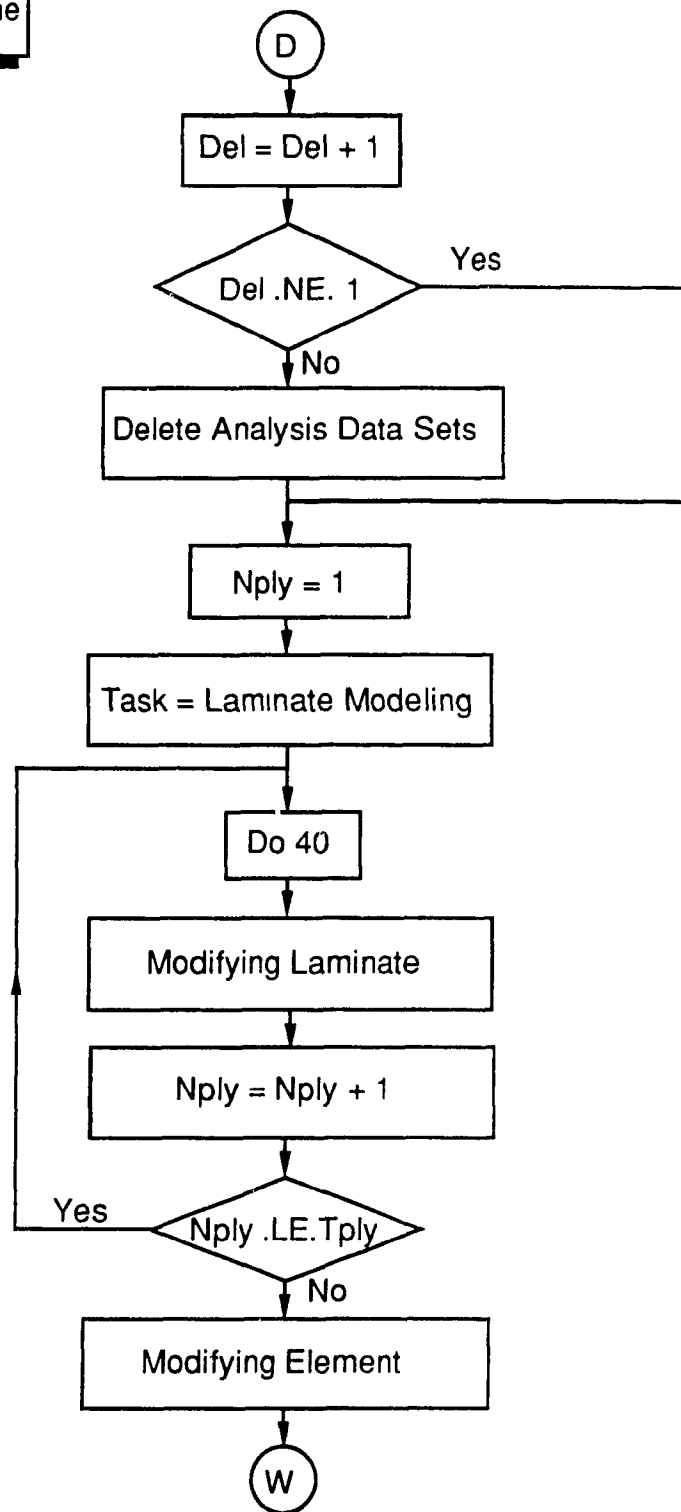 D
Del = Del + 1
Del .NE. 1
Yes
No
Delete Analysis Data Sets
Nply = 1
Task = Laminate Modeling
Do 40
Modifying Laminate
Nply = Nply + 1
Nply .LE.Tply
Yes
No
Modifying Element
W